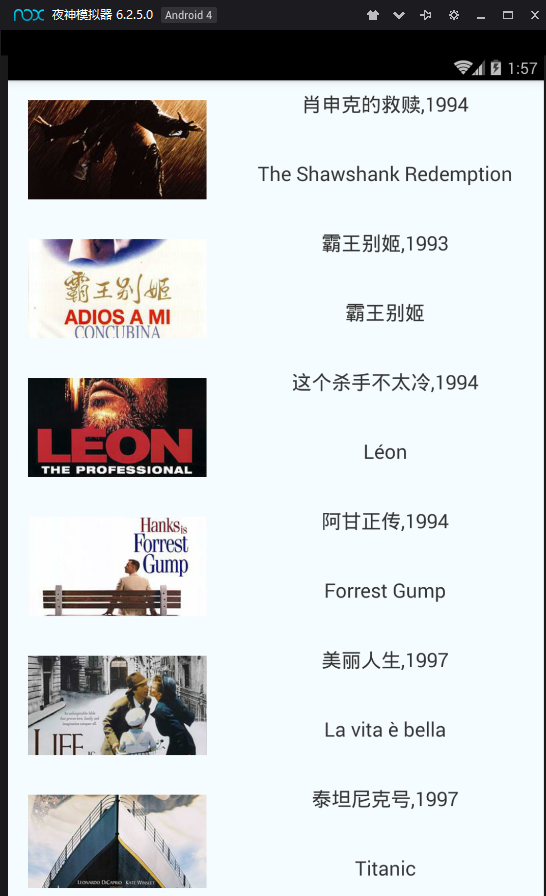 nox 夜神模拟器 6.2.5.0 Android 4
1:57
肖申克的救赎,1994
The Shawshank Redemption
霸王别姬
ADIOS A MI
CONCUBINA
霸王别姬,1993
霸王别姬
LÉON
THE PROFESSIONAL
这个杀手不太冷,1994
Léon
Hanks is
Forrest
Gump
阿甘正传,1994
Forrest Gump
LIFE IS
美丽人生,1997
La vita è bella
LEONARDO DiCAPRIO KATE WINSLET
泰坦尼克号,1997
Titanic